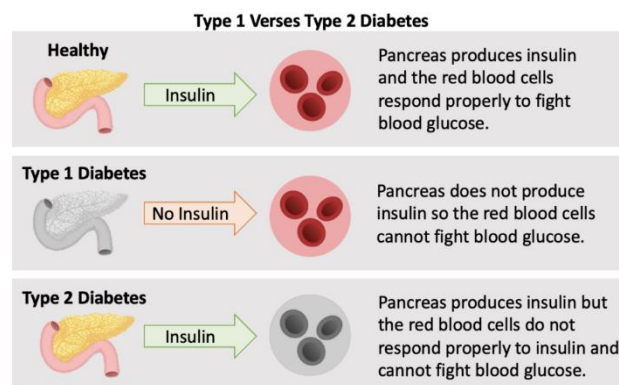 Type 1 Verses Type 2 Diabetes
Healthy
Insulin
Pancreas produces insulin
and the red blood cells
respond properly to fight
blood glucose.
Type 1 Diabetes
No Insulin
Pancreas does not produce
insulin so the red blood cells
cannot fight blood glucose.
Type 2 Diabetes
Insulin
Pancreas produces insulin but
the red blood cells do not
respond properly to insulin and
cannot fight blood glucose.